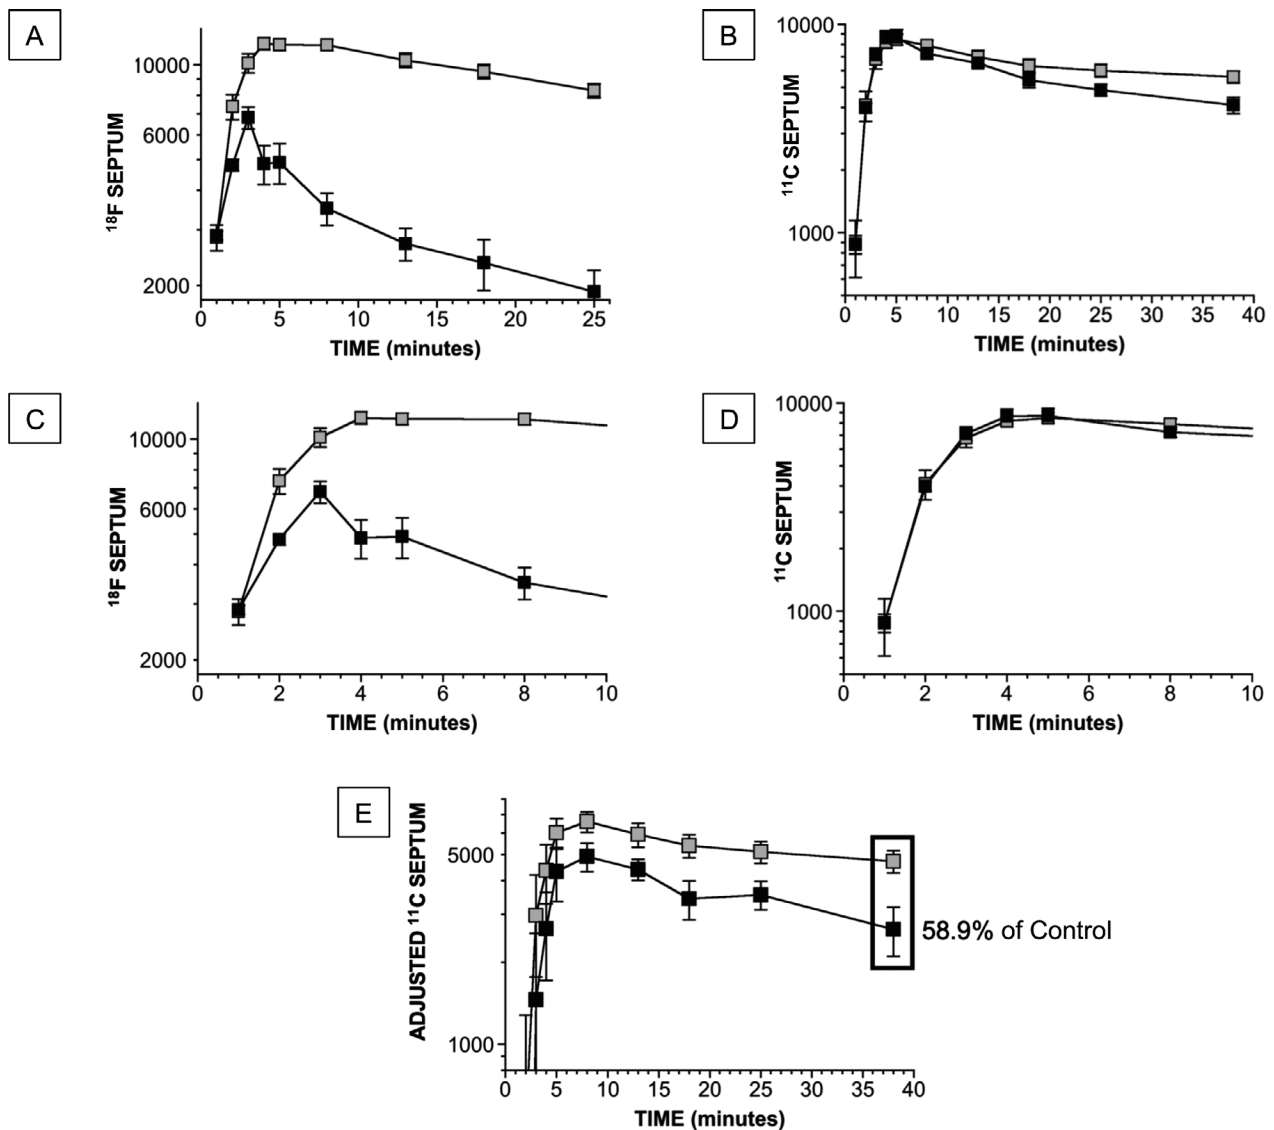 A
10000
6000
2000
¹⁸F SEPTUM
0 5 10 15 20 25
TIME (minutes)
B
10000
1000
¹¹C SEPTUM
0 5 10 15 20 25 30 35 40
TIME (minutes)
C
10000
6000
2000
¹⁸F SEPTUM
0 2 4 6 8 10
TIME (minutes)
D
10000
1000
¹¹C SEPTUM
0 2 4 6 8 10
TIME (minutes)
E
5000
1000
ADJUSTED ¹¹C SEPTUM
58.9% of Control
0 5 10 15 20 25 30 35 40
TIME (minutes)